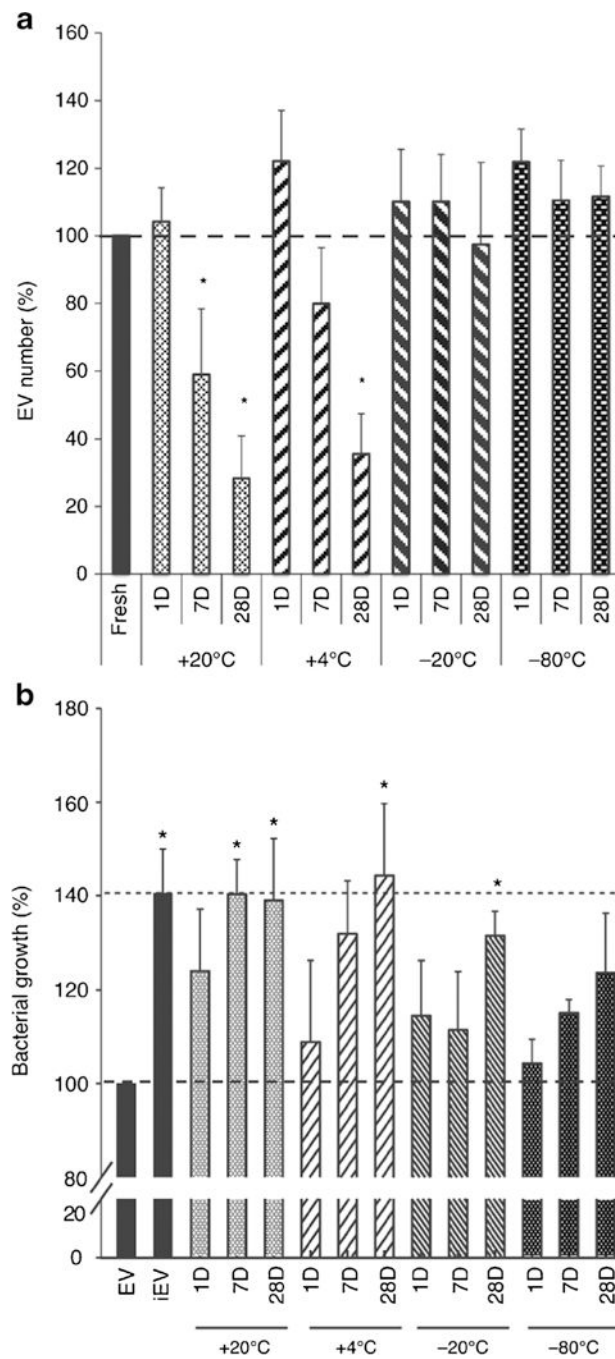 a
160
140
120
100
80
60
40
20
0
EV number (%)
*
*
*
Fresh
1D 7D 28D 1D 7D 28D 1D 7D 28D 1D 7D 28D
+20°C +4°C −20°C −80°C
b
180
160
140
120
100
80
20
0
Bacterial growth (%)
*
*
*
*
*
EV iEV 1D 7D 28D 1D 7D 28D 1D 7D 28D 1D 7D 28D
+20°C +4°C −20°C −80°C